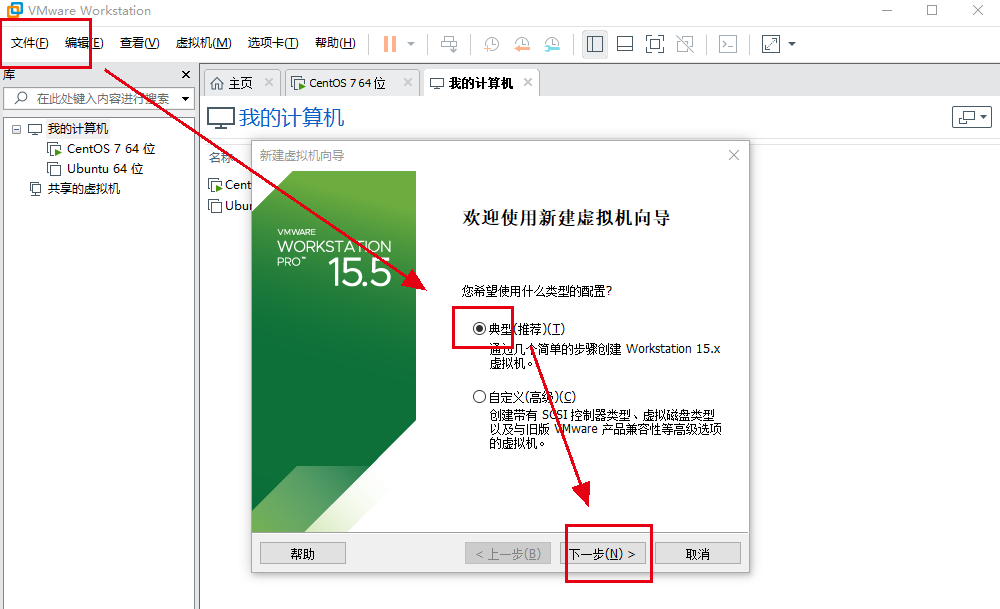 VMware Workstation
文件(F) 编辑(E) 查看(V) 虚拟机(M) 选项卡(T) 帮助(H)
库
在此处键入内容进行搜索
我的计算机
CentOS 7 64 位
Ubuntu 64 位
共享的虚拟机
主页 CentOS 7 64 位 我的计算机
我的计算机
名称
Cent
Ubun
新建虚拟机向导
VMWARE
WORKSTATION
PRO™ 15.5
欢迎使用新建虚拟机向导
您希望使用什么类型的配置?
典型(推荐)(T)
通过几个简单的步骤创建 Workstation 15.x
虚拟机。
自定义(高级)(C)
创建带有 SCSI 控制器类型、虚拟磁盘类型
以及与旧版 VMware 产品兼容性等高级选项
的虚拟机。
帮助 < 上一步(B) 下一步(N) > 取消